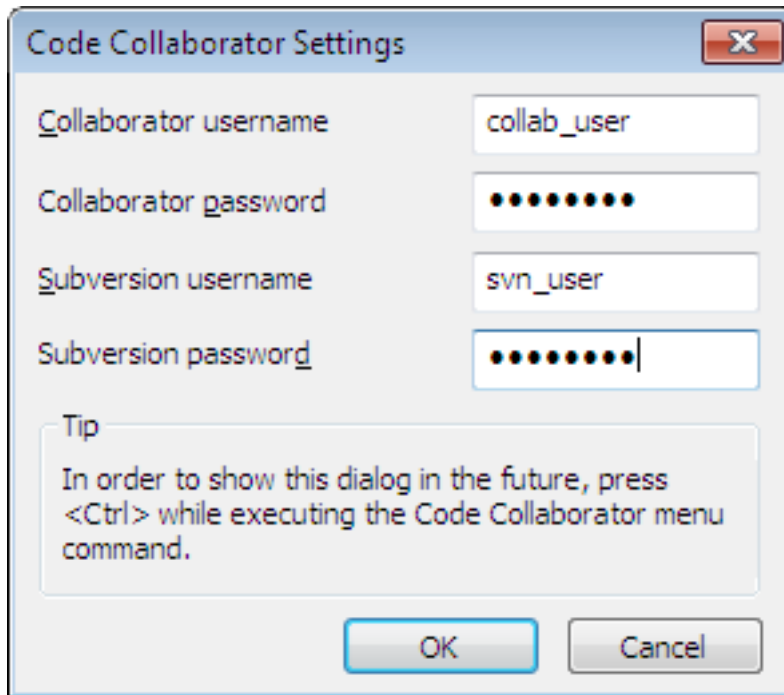 Code Collaborator Settings
Collaborator username collab_user
Collaborator password ●●●●●●●●
Subversion username svn_user
Subversion password ●●●●●●●●
Tip
In order to show this dialog in the future, press
<Ctrl> while executing the Code Collaborator menu
command.
OK Cancel